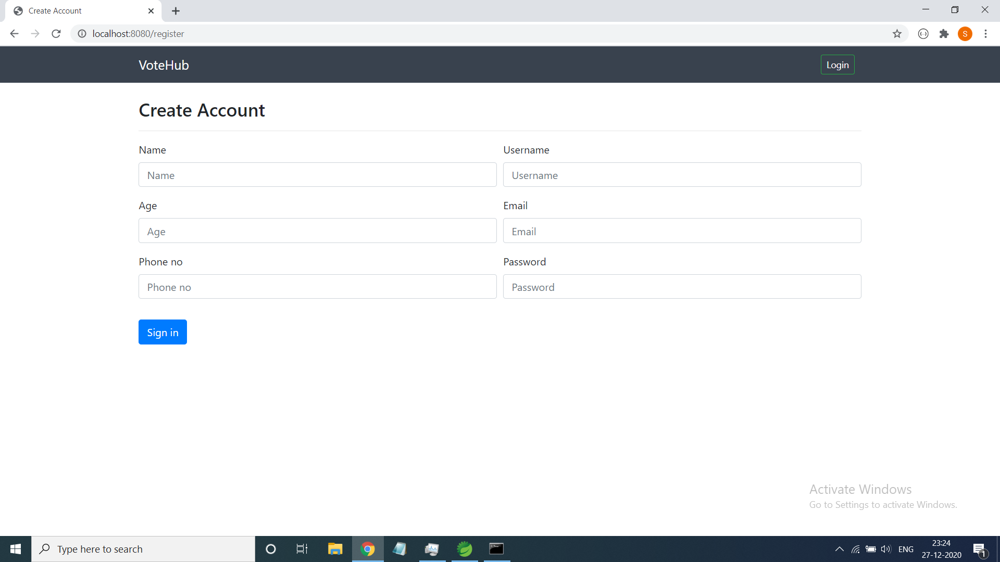 Create Account
localhost:8080/register
S
VoteHub
Login
Create Account
Name
Username
Name
Username
Age
Email
Age
Email
Phone no
Password
Phone no
Password
Sign in
Activate Windows
Go to Settings to activate Windows.
Type here to search
ENG
23:24
27-12-2020
1